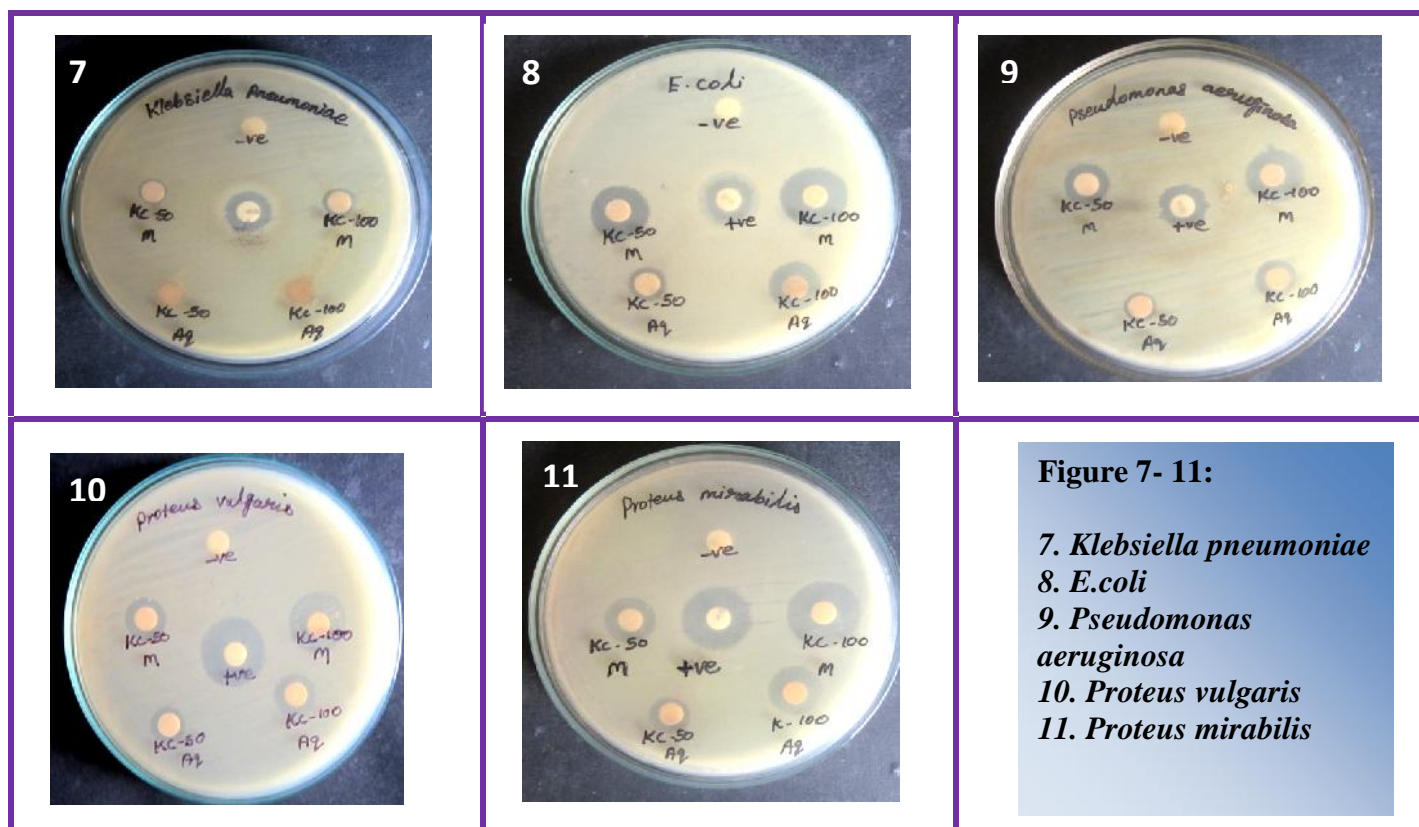 7
Klebsiella Pneumoniae
-ve
KC-50
M
KC-100
M
KC-50
Aq
KC-100
Aq
8
E.coli
-ve
KC-50
M
+ve
KC-100
M
KC-50
Aq
KC-100
Aq
9
Pseudomonas aeruginosa
-ve
KC-50
M
+ve
KC-100
M
KC-50
Aq
KC-100
Aq
10
Proteus vulgaris
-ve
KC-50
M
+ve
KC-100
M
KC-50
Aq
KC-100
Aq
11
Proteus mirabilis
-ve
KC-50
M
+ve
KC-100
M
KC-50
Aq
K-100
Aq
Figure 7- 11:
7. Klebsiella pneumoniae
8. E.coli
9. Pseudomonas
aeruginosa
10. Proteus vulgaris
11. Proteus mirabilis